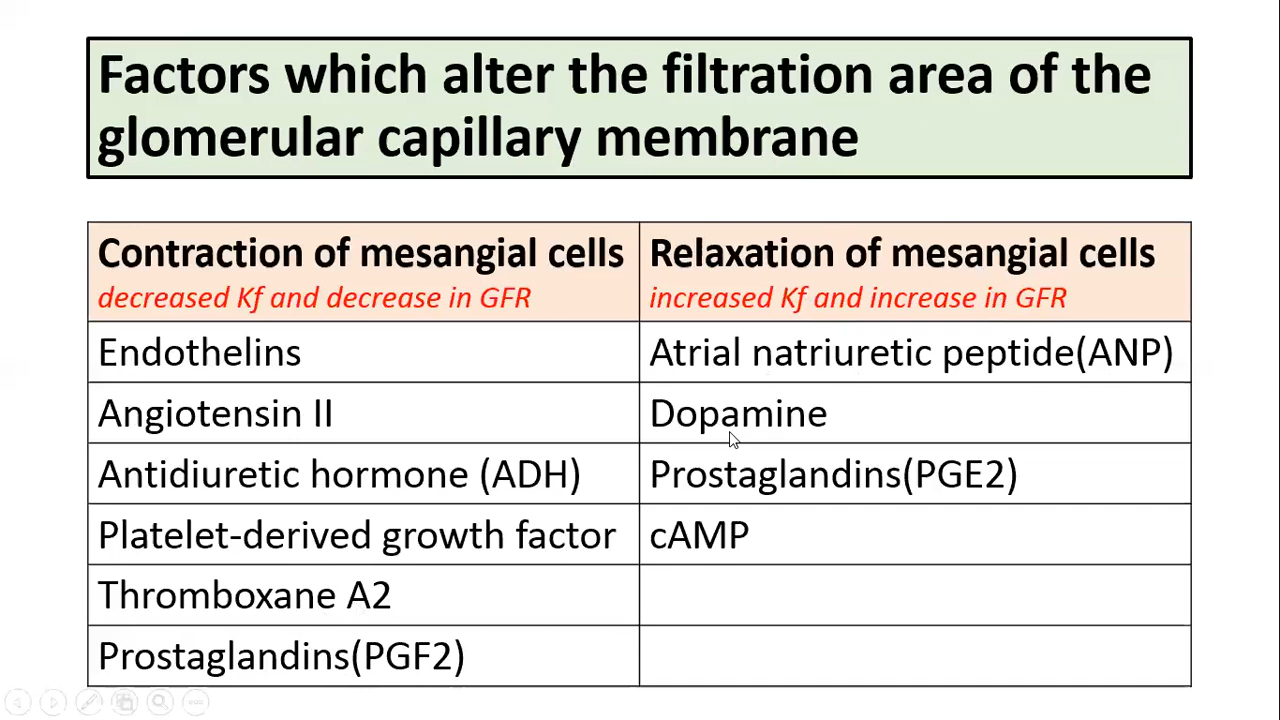 Factors which alter the filtration area of the
glomerular capillary membrane
Contraction of mesangial cells
decreased Kf and decrease in GFR
Relaxation of mesangial cells
increased Kf and increase in GFR
Endothelins
Atrial natriuretic peptide(ANP)
Angiotensin II
Dopamine
Antidiuretic hormone (ADH)
Prostaglandins(PGE2)
Platelet-derived growth factor
cAMP
Thromboxane A2
Prostaglandins(PGF2)